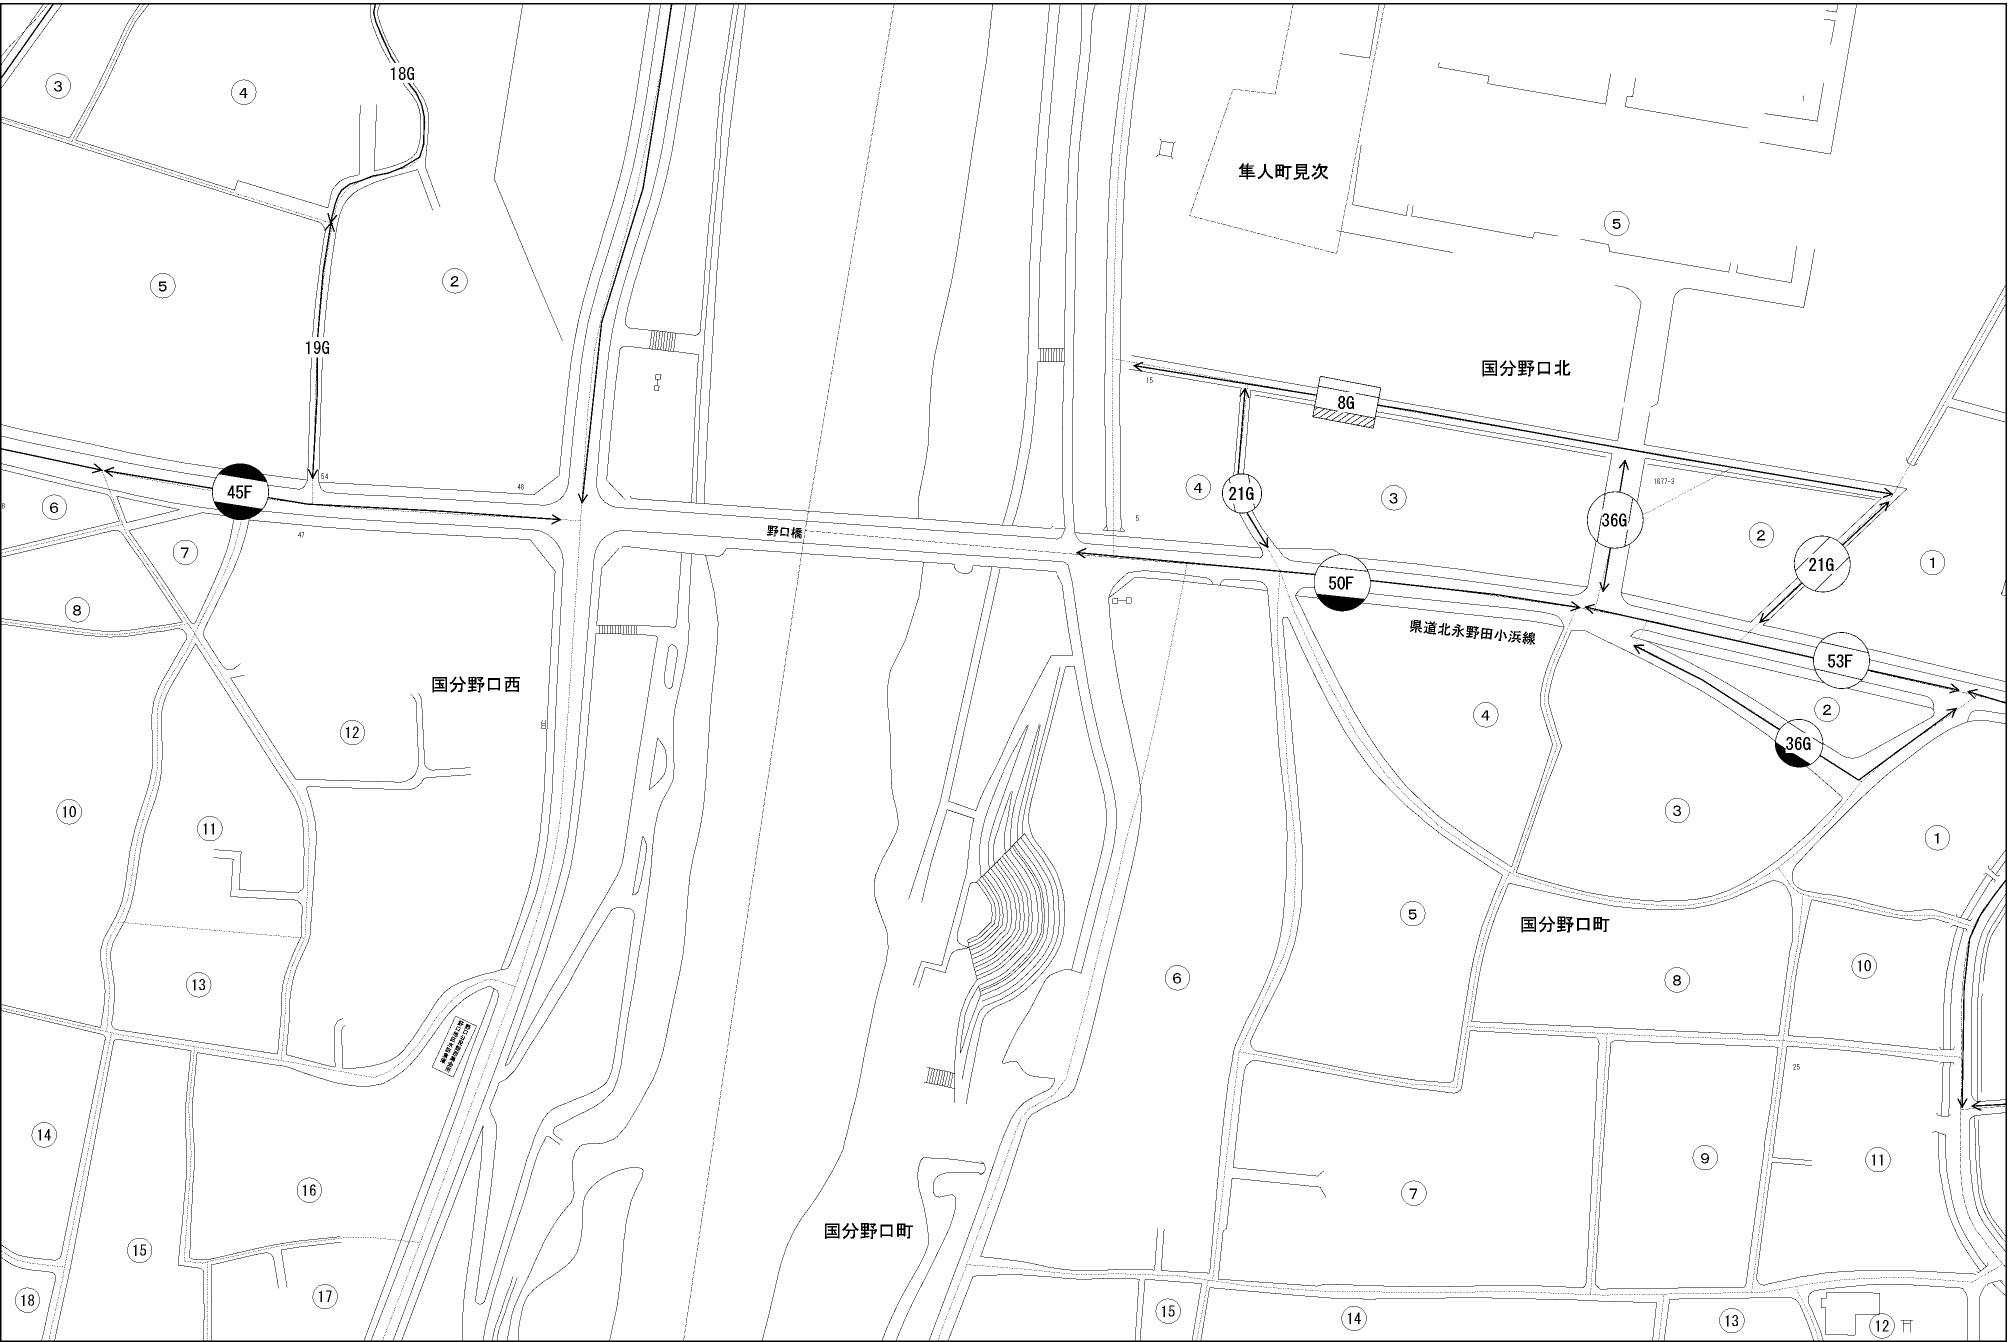 18G
③
④
1
隼人町見次
⑤
②
⑤
19G
国分野口北
15
8G
54
48
45F
④
21G
③
1677-3
36G
⑥
8
⑦
47
野口橋
5
②
21G
①
50F
⑧
県道北永野田小浜線
53F
国分野口西
②
④
⑫
36G
⑩
⑪
③
①
⑤
国分野口町
⑬
⑥
⑧
⑩
25
⑭
⑯
⑦
⑨
⑪
国分野口町
⑮
⑱
⑰
⑮
⑭
⑬
⑫